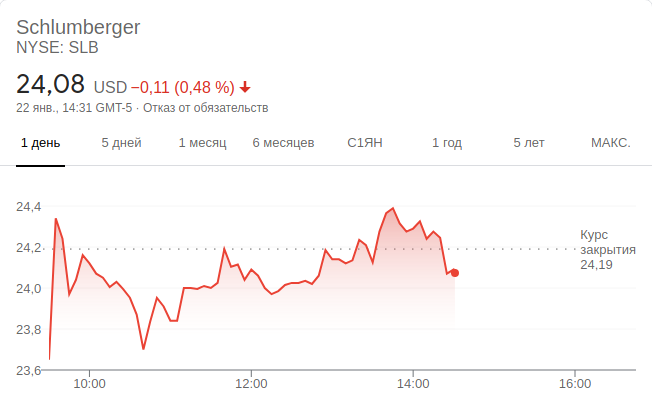 Schlumberger
NYSE: SLB
24,08 USD −0,11 (0,48 %)
22 янв., 14:31 GMT-5 · Отказ от обязательств
1 день 5 дней 1 месяц 6 месяцев С1ЯН 1 год 5 лет МАКС.
24,4
24,2
24,0
23,8
23,6
Курс
закрытия
24,19
10:00 12:00 14:00 16:00